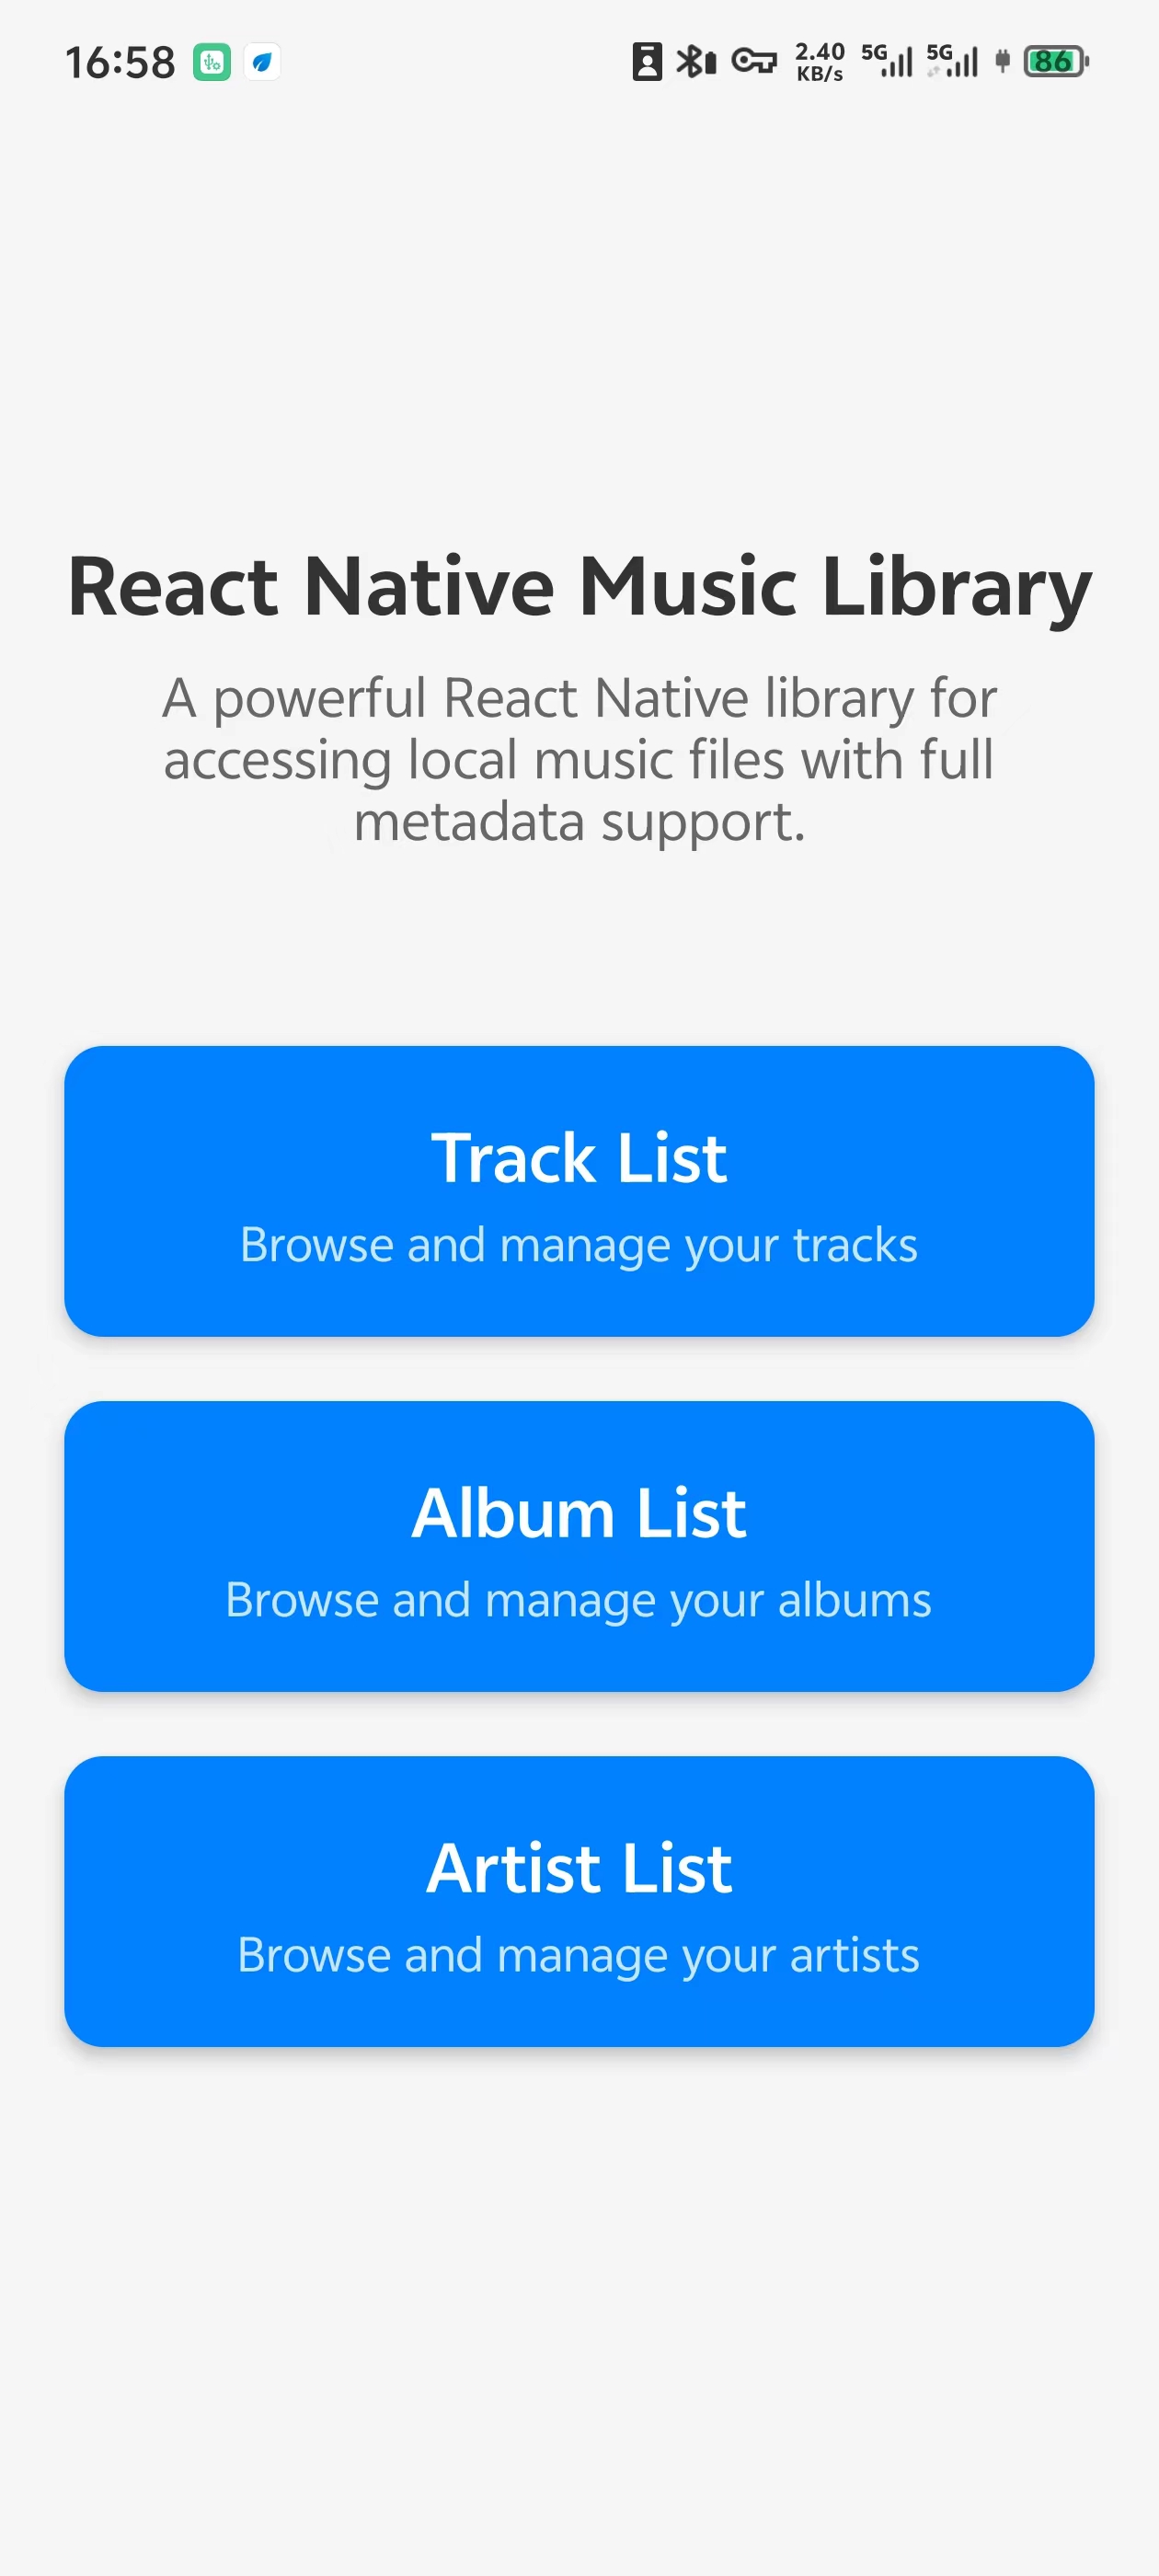 16:58
2.40
KB/s
5G
5G
86
React Native Music Library
A powerful React Native library for
accessing local music files with full
metadata support.
Track List
Browse and manage your tracks
Album List
Browse and manage your albums
Artist List
Browse and manage your artists